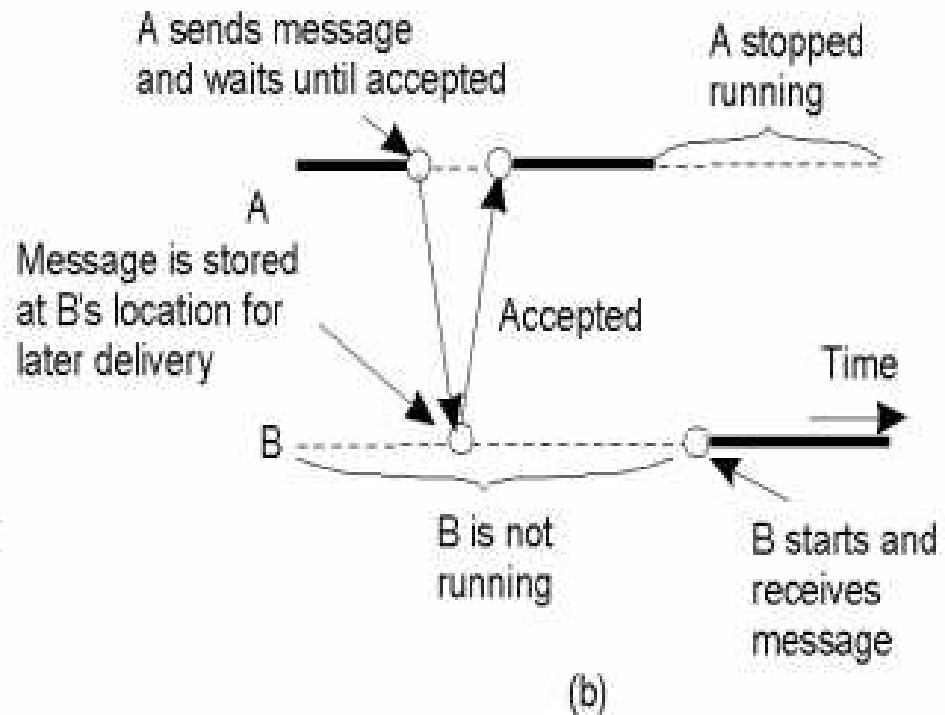 A sends message
and waits until accepted
A stopped
running
A
Message is stored
at B's location for
later delivery
Accepted
Time
B
B is not
running
B starts and
receives
message
(b)